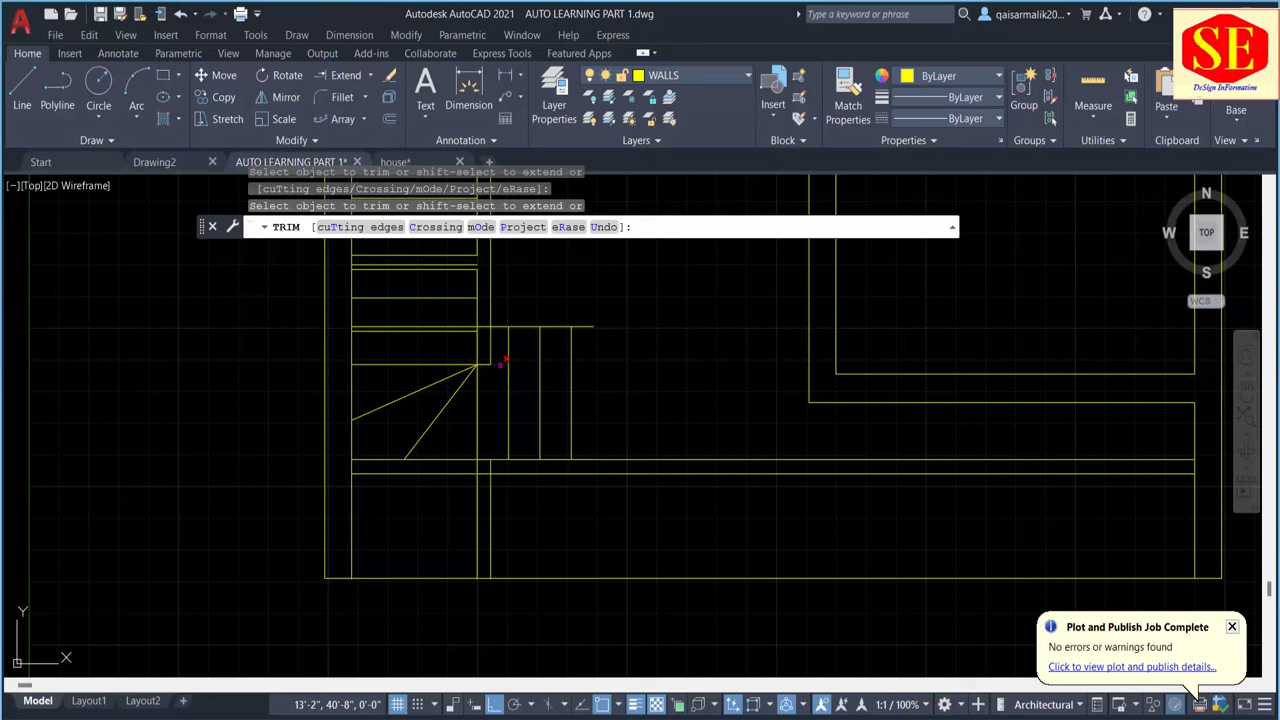 Autodesk AutoCAD 2021 AUTO LEARNING PART 1.dwg
Type a keyword or phrase
qaisarmalik20...
SE
DeSign InFormation
File Edit View Insert Format Tools Draw Dimension Modify Parametric Window Help Express
Home Insert Annotate Parametric View Manage Output Add-ins Collaborate Express Tools Featured Apps
Line Polyline Circle Arc
Move Rotate Extend
Copy Mirror Fillet
Stretch Scale Array
Text Dimension
Layer
Properties
WALLS
Insert
Match
Properties
ByLayer
ByLayer
ByLayer
Group
Measure
Paste
Base
Draw Modify Annotation Layers Block Properties Groups Utilities Clipboard View
Start Drawing2 AUTO LEARNING PART 1* house*
[−][Top][2D Wireframe]
Select object to trim or shift-select to extend or
[cuTting edges/Crossing/mOde/Project/eRase]:
Select object to trim or shift-select to extend or
TRIM [cuTting edges Crossing mOde Project eRase Undo]:
N
W TOP E
S
WCS
Y
X
Plot and Publish Job Complete
No errors or warnings found
Click to view plot and publish details...
Model Layout1 Layout2
13'-2", 40'-8", 0'-0"
MODEL
1:1 / 100%
Architectural